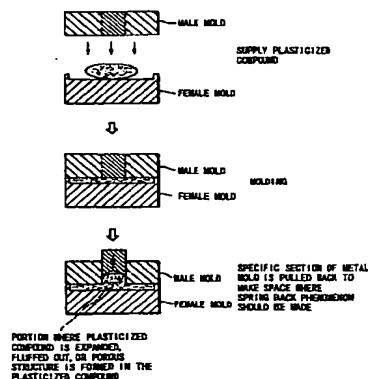 MALE MOLD
SUPPLY PLASTICIZED
COMPOUND
FEMALE MOLD
MALE MOLD
MOLDING
FEMALE MOLD
MALE MOLD
SPECIFIC SECTION OF METAL
MOLD IS PULLED BACK TO
MAKE SPACE WHERE
SPRING BACK PHENOMENON
SHOULD BE MADE
FEMALE MOLD
PORTION WHERE PLASTICIZED
COMPOUND IS EXPANDED,
FLUFFED OUT, OR POROUS
STRUCTURE IS FORMED IN THE
PLASTICIZED COMPOUND